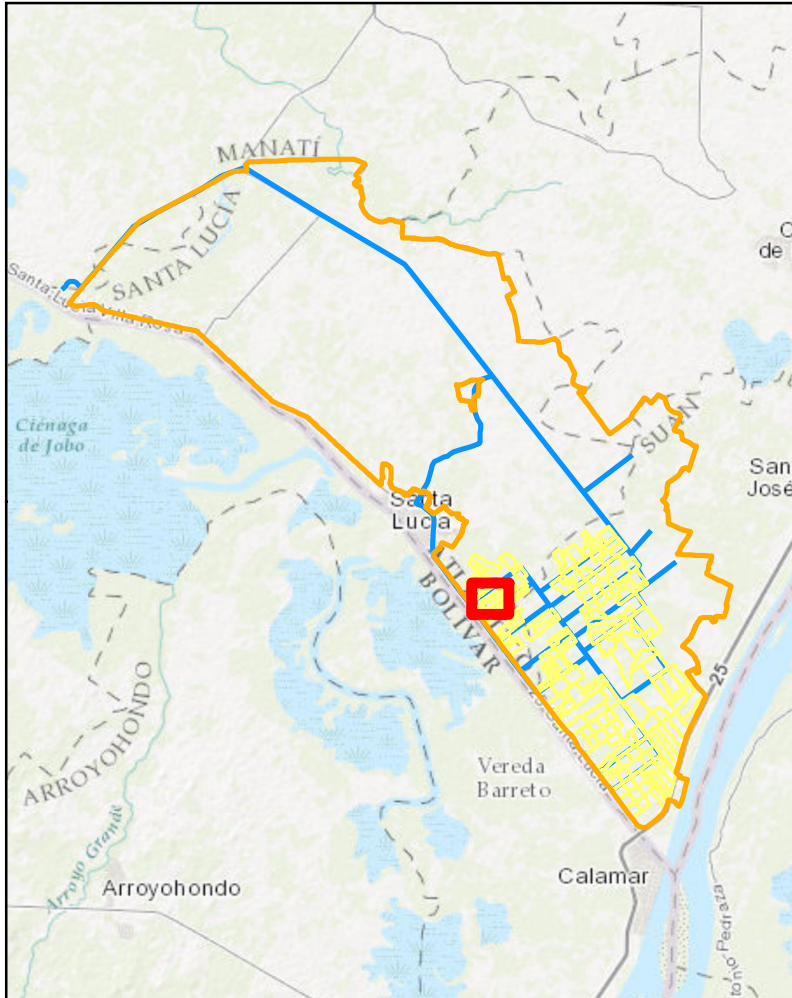 MANATÍ
SANTA LUCÍA
Santa Lucía Villa Rosa
de
Ciénaga
de Jobo
SUAN
San
José
Santa
Lucía
BOLÍVAR
25
Vereda
Barreto
ARROYOHONDO
Calamar
Arroyohondo
Arroyo Grande
Pedraza